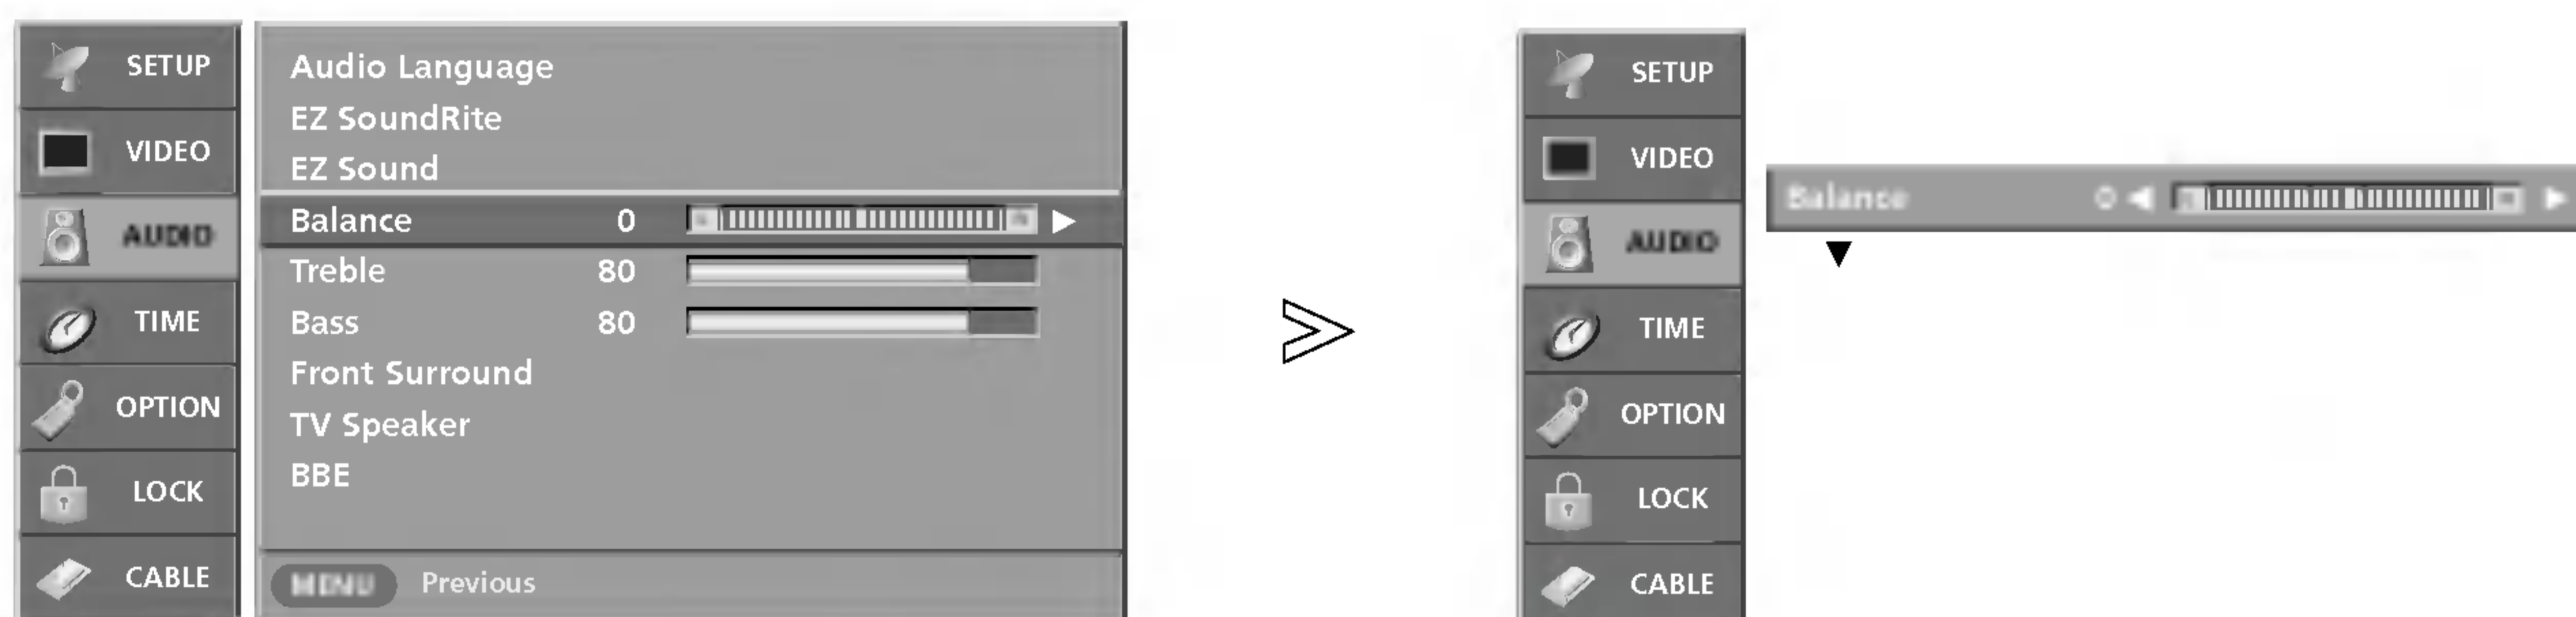 SETUP
VIDEO
AUDIO
TIME
OPTION
LOCK
CABLE
Audio Language
EZ SoundRite
EZ Sound
Balance 0 ▶
Treble 80
Bass 80
Front Surround
TV Speaker
BBE
MENU Previous
SETUP
VIDEO
AUDIO
TIME
OPTION
LOCK
CABLE
Balance 0 ◀ ▶
▼